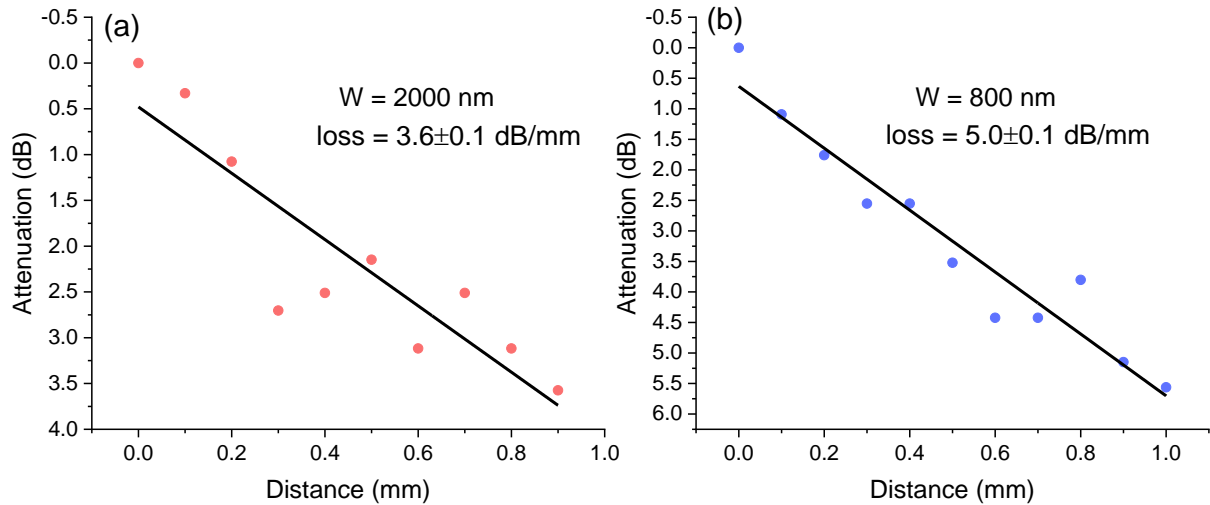 (a)
W = 2000 nm
loss = 3.6±0.1 dB/mm
Attenuation (dB)
-0.5
0.0
0.5
1.0
1.5
2.0
2.5
3.0
3.5
4.0
0.0 0.2 0.4 0.6 0.8 1.0
Distance (mm)
(b)
W = 800 nm
loss = 5.0±0.1 dB/mm
Attenuation (dB)
-0.5
0.0
0.5
1.0
1.5
2.0
2.5
3.0
3.5
4.0
4.5
5.0
5.5
6.0
0.0 0.2 0.4 0.6 0.8 1.0
Distance (mm)